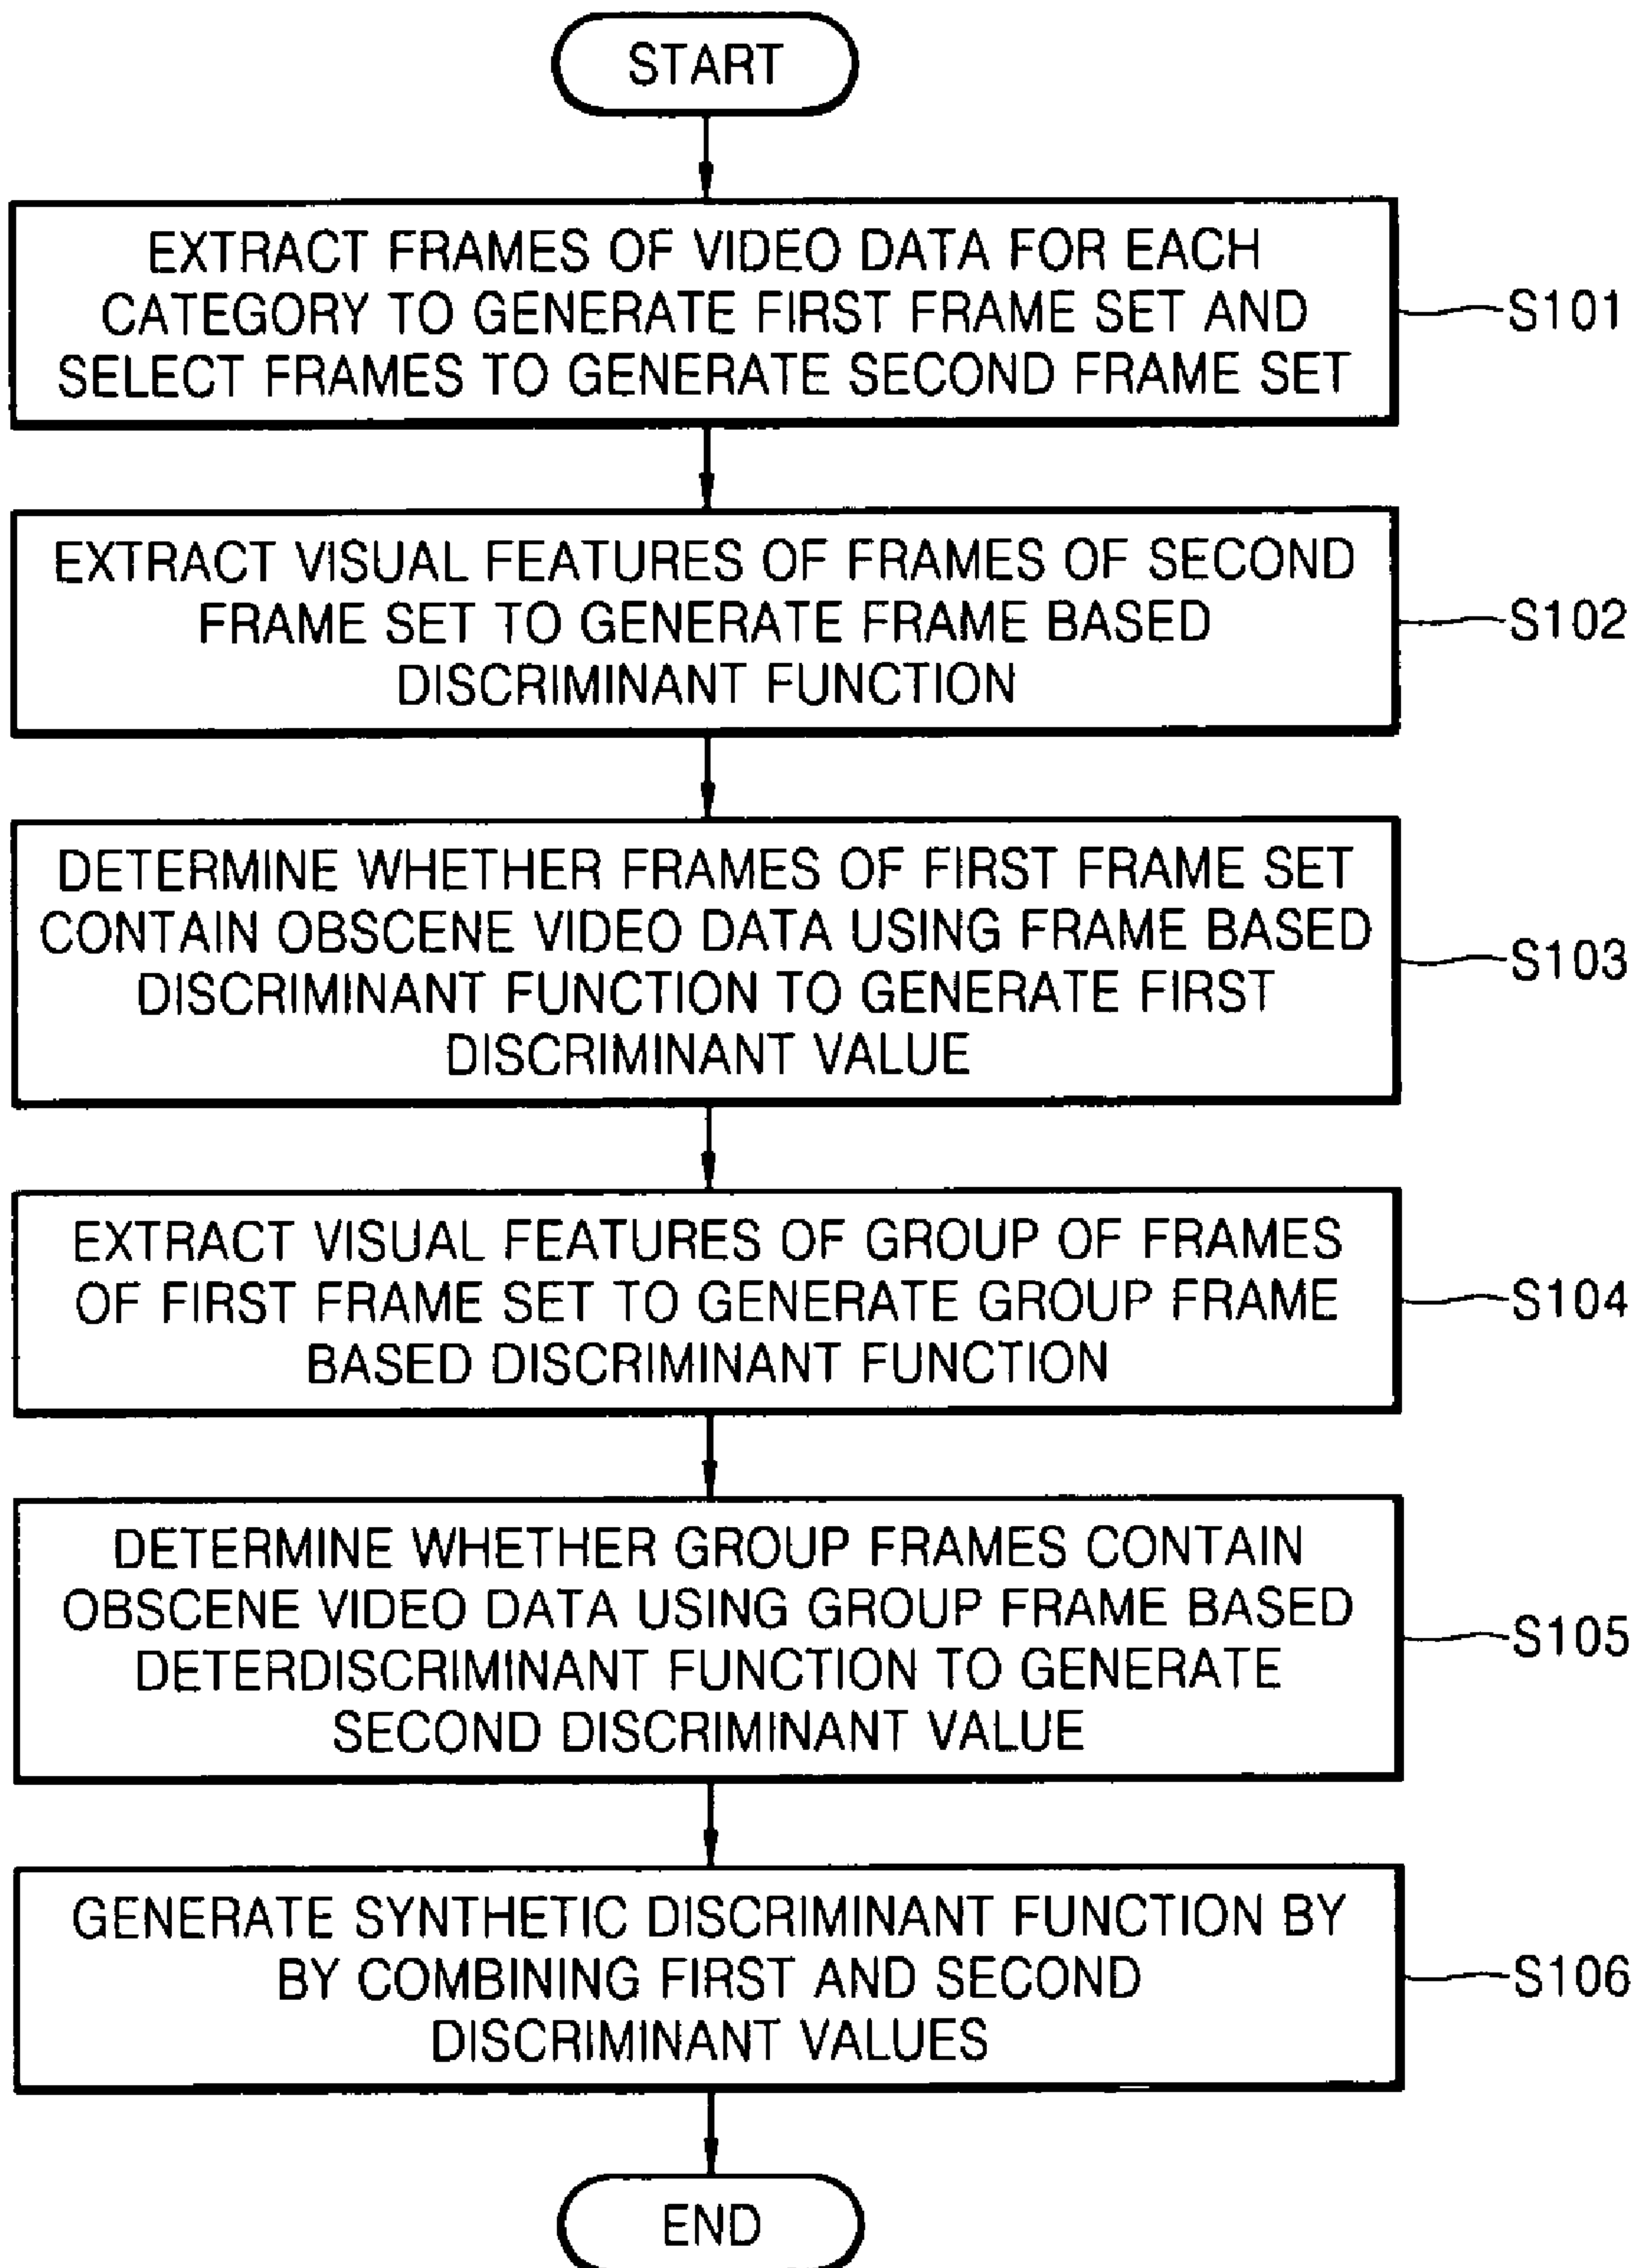 START
EXTRACT FRAMES OF VIDEO DATA FOR EACH
CATEGORY TO GENERATE FIRST FRAME SET AND
SELECT FRAMES TO GENERATE SECOND FRAME SET
S101
EXTRACT VISUAL FEATURES OF FRAMES OF SECOND
FRAME SET TO GENERATE FRAME BASED
DISCRIMINANT FUNCTION
S102
DETERMINE WHETHER FRAMES OF FIRST FRAME SET
CONTAIN OBSCENE VIDEO DATA USING FRAME BASED
DISCRIMINANT FUNCTION TO GENERATE FIRST
DISCRIMINANT VALUE
S103
EXTRACT VISUAL FEATURES OF GROUP OF FRAMES
OF FIRST FRAME SET TO GENERATE GROUP FRAME
BASED DISCRIMINANT FUNCTION
S104
DETERMINE WHETHER GROUP FRAMES CONTAIN
OBSCENE VIDEO DATA USING GROUP FRAME BASED
DETERDISCRIMINANT FUNCTION TO GENERATE
SECOND DISCRIMINANT VALUE
S105
GENERATE SYNTHETIC DISCRIMINANT FUNCTION BY
BY COMBINING FIRST AND SECOND
DISCRIMINANT VALUES
S106
END